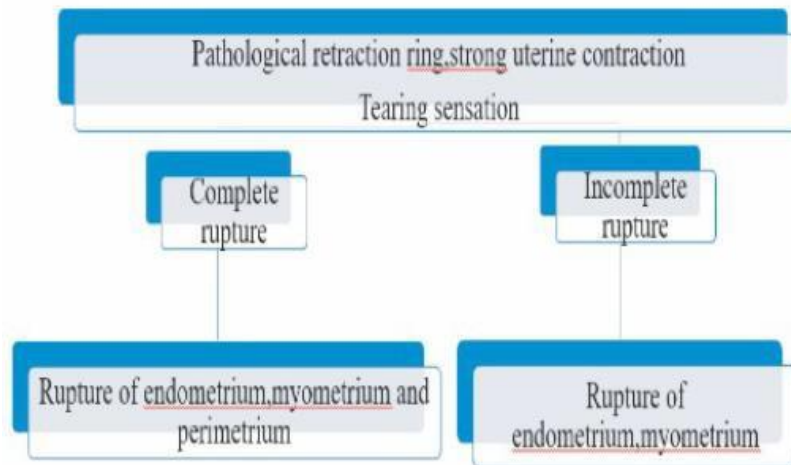 Pathological retraction ring,strong uterine contraction
Tearing sensation
Complete
rupture
Incomplete
rupture
Rupture of endometrium,myometrium and
perimetrium
Rupture of
endometrium,myometrium